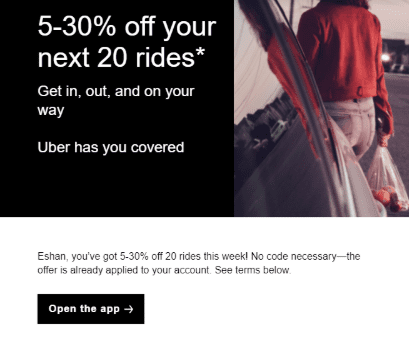 5-30% off your
next 20 rides*
Get in, out, and on your
way
Uber has you covered
Eshan, you've got 5-30% off 20 rides this week! No code necessary—the
offer is already applied to your account. See terms below.
Open the app →